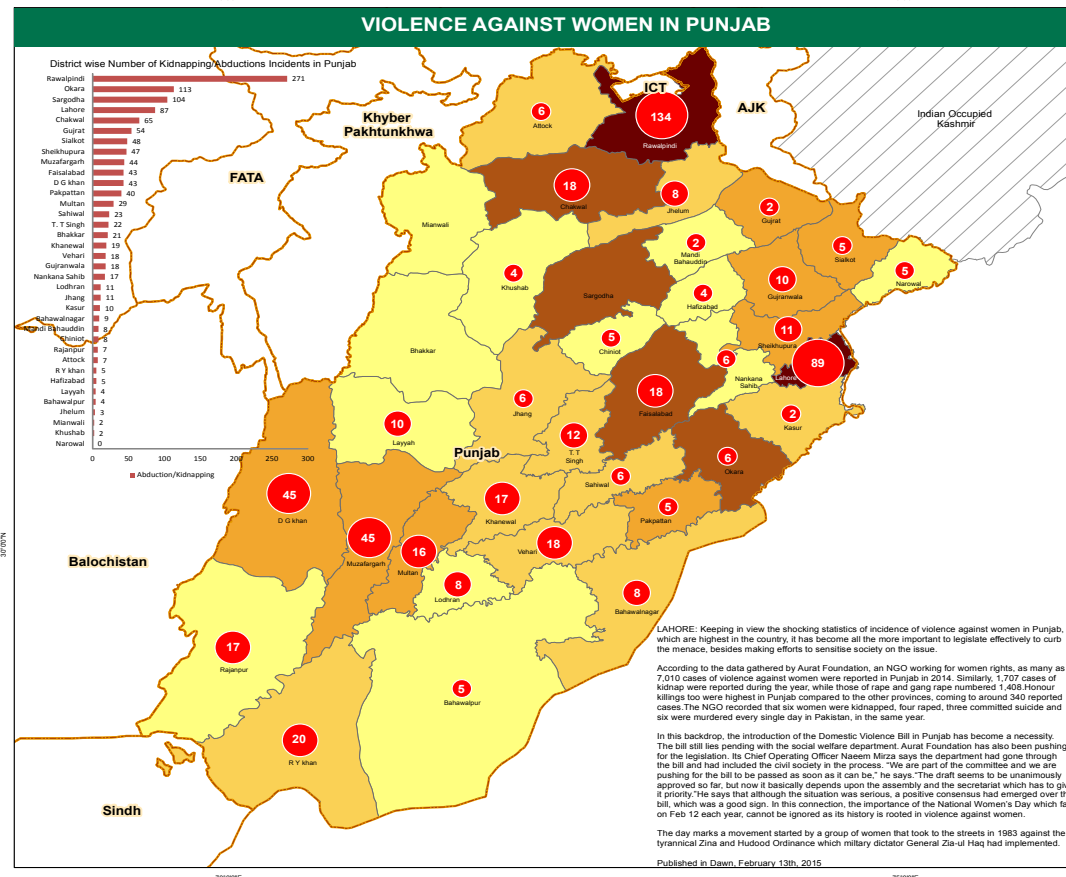 VIOLENCE AGAINST WOMEN IN PUNJAB
District wise Number of Kidnapping/Abductions Incidents in Punjab
Rawalpindi 271
Okara 113
Sargodha 104
Lahore 87
Chakwal 65
Gujrat 54
Sialkot 48
Sheikhupura 47
Muzafargarh 44
Faisalabad 43
D G khan 43
Pakpattan 40
Multan 29
Sahiwal 23
T. T Singh 22
Bhakkar 21
Khanewal 19
Vehari 18
Gujranwala 18
Nankana Sahib 17
Lodhran 11
Jhang 11
Kasur 10
Bahawalnagar 9
Mandi Bahauddin 8
Chiniot 8
Rajanpur 7
Attock 7
R Y khan 5
Hafizabad 5
Layyah 4
Bahawalpur 4
Jhelum 3
Mianwali 2
Khushab 2
Narowal 0
0 50 100 150 200 250 300
Abduction/Kidnapping
ICT
AJK
Khyber
Pakhtunkhwa
FATA
Indian Occupied
Kashmir
Punjab
Balochistan
Sindh
30°0'0"N
6
Attock
134
Rawalpindi
18
Chakwal
8
Jhelum
2
Gujrat
Mianwali
2
Mandi
Bahauddin
5
Sialkot
5
Narowal
4
Khushab
Sargodha
4
Hafizabad
10
Gujranwala
11
Sheikhupura
Bhakkar
5
Chiniot
6
Nankana
Sahib
89
Lahore
6
Jhang
18
Faisalabad
2
Kasur
10
Layyah
12
T. T
Singh
6
Okara
6
Sahiwal
45
D G khan
17
Khanewal
5
Pakpattan
45
Muzafargarh
16
Multan
18
Vehari
8
Lodhran
8
Bahawalnagar
17
Rajanpur
5
Bahawalpur
20
R Y khan
LAHORE: Keeping in view the shocking statistics of incidence of violence against women in Punjab,
which are highest in the country, it has become all the more important to legislate effectively to curb
the menace, besides making efforts to sensitise society on the issue.
According to the data gathered by Aurat Foundation, an NGO working for women rights, as many as
7,010 cases of violence against women were reported in Punjab in 2014. Similarly, 1,707 cases of
kidnap were reported during the year, while those of rape and gang rape numbered 1,408.Honour
killings too were highest in Punjab compared to the other provinces, coming to around 340 reported
cases.The NGO recorded that six women were kidnapped, four raped, three committed suicide and
six were murdered every single day in Pakistan, in the same year.
In this backdrop, the introduction of the Domestic Violence Bill in Punjab has become a necessity.
The bill still lies pending with the social welfare department. Aurat Foundation has also been pushing
for the legislation. Its Chief Operating Officer Naeem Mirza says the department had gone through
the bill and had included the civil society in the process. "We are part of the committee and we are
pushing for the bill to be passed as soon as it can be," he says."The draft seems to be unanimously
approved so far, but now it basically depends upon the assembly and the secretariat which has to giv
it priority."He says that although the situation was serious, a positive consensus had emerged over th
bill, which was a good sign. In this connection, the importance of the National Women's Day which fa
on Feb 12 each year, cannot be ignored as its history is rooted in violence against women.
The day marks a movement started by a group of women that took to the streets in 1983 against the
tyrannical Zina and Hudood Ordinance which miltary dictator General Zia-ul Haq had implemented.
Published in Dawn, February 13th, 2015